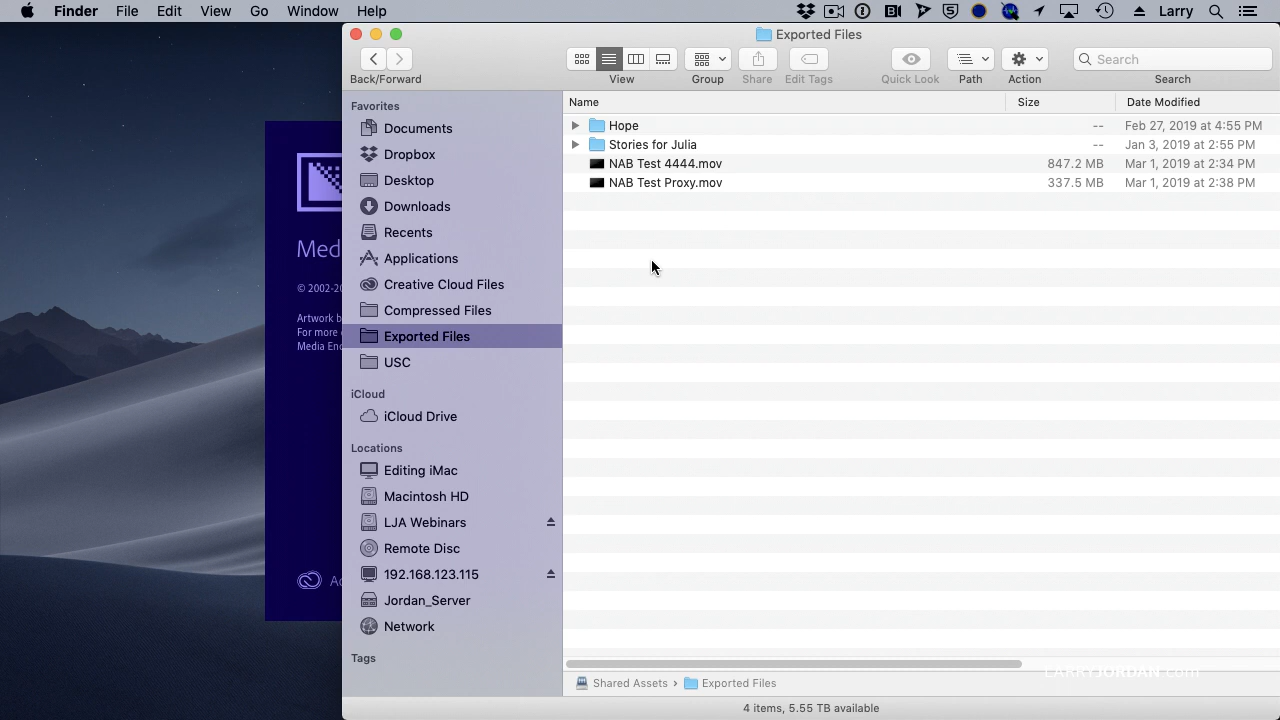 Finder File Edit View Go Window Help Larry
Exported Files
Back/Forward View Group Share Edit Tags Quick Look Path Action Search
Search
Favorites
Documents
Dropbox
Desktop
Downloads
Recents
Applications
Creative Cloud Files
Compressed Files
Exported Files
USC
iCloud
iCloud Drive
Locations
Editing iMac
Macintosh HD
LJA Webinars
Remote Disc
192.168.123.115
Jordan_Server
Network
Tags
Name Size Date Modified
Hope -- Feb 27, 2019 at 4:55 PM
Stories for Julia -- Jan 3, 2019 at 2:55 PM
NAB Test 4444.mov 847.2 MB Mar 1, 2019 at 2:34 PM
NAB Test Proxy.mov 337.5 MB Mar 1, 2019 at 2:38 PM
Shared Assets › Exported Files
4 items, 5.55 TB available
LARRYJORDAN.com
Med
© 2002-20
Artwork b
For more
Media En